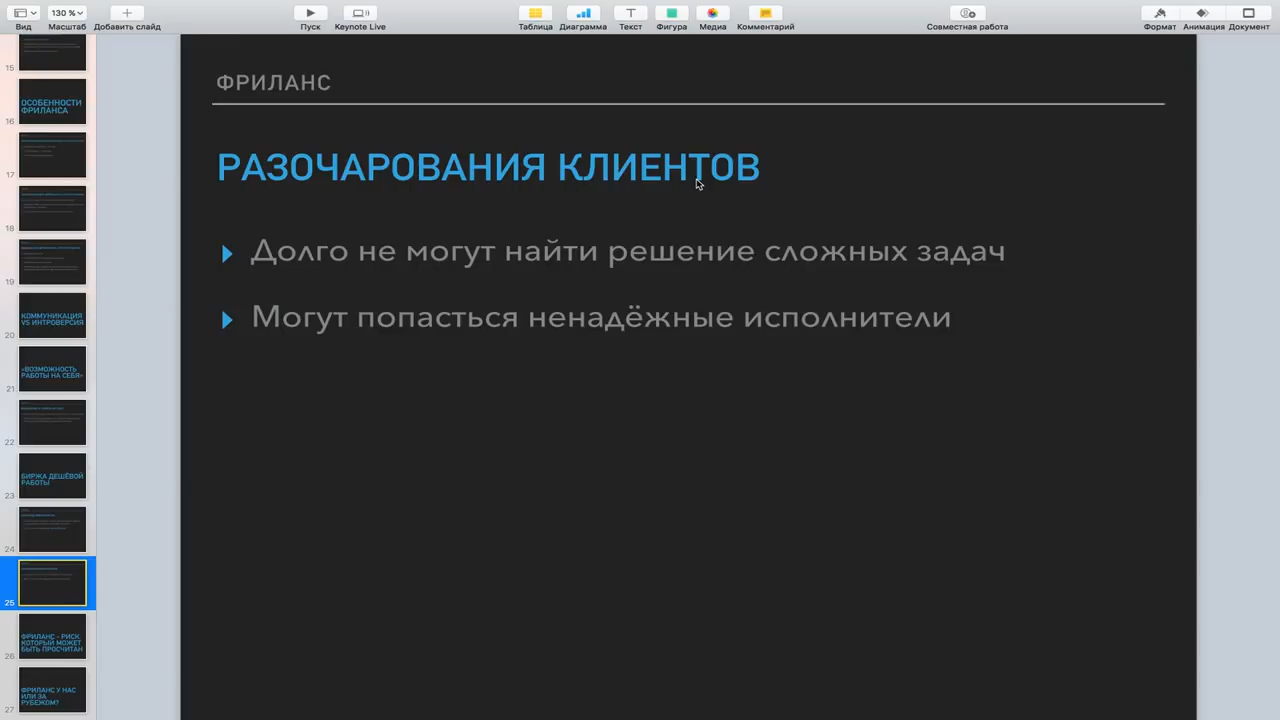 130 %
Вид
Масштаб
Добавить слайд
Пуск
Keynote Live
Таблица
Диаграмма
Текст
Фигура
Медиа
Комментарий
Совместная работа
Формат
Анимация
Документ
ФРИЛАНС
РАЗОЧАРОВАНИЯ КЛИЕНТОВ
Долго не могут найти решение сложных задач
Могут попасться ненадёжные исполнители
15
ОСОБЕННОСТИ
ФРИЛАНСА
16
17
18
19
КОММУНИКАЦИЯ
VS ИНТРОВЕРСИЯ
20
«ВОЗМОЖНОСТЬ
РАБОТЫ НА СЕБЯ»
21
22
БИРЖА ДЕШЁВОЙ
РАБОТЫ
23
24
25
ФРИЛАНС - РИСК
КОТОРЫЙ МОЖЕТ
БЫТЬ ПРОСЧИТАН
26
ФРИЛАНС У НАС
ИЛИ ЗА
РУБЕЖОМ?
27